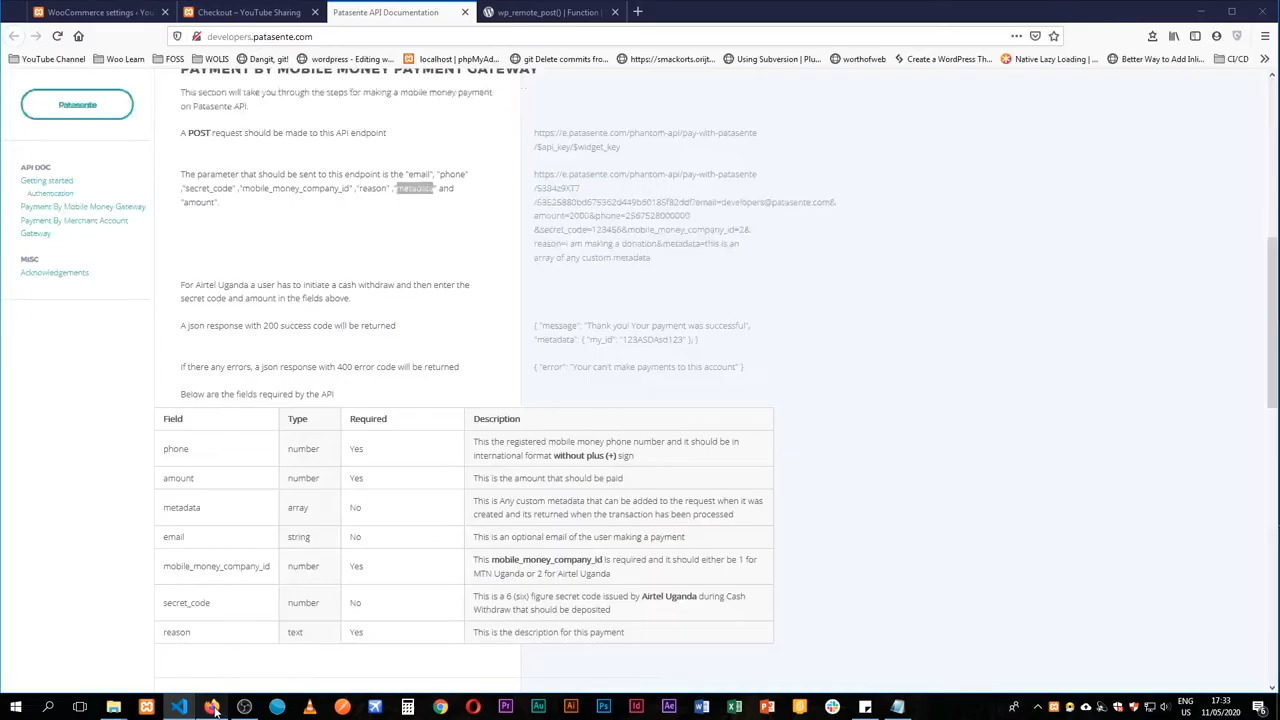 WooCommerce settings ‹ You
Checkout – YouTube Sharing
Patasente API Documentation
wp_remote_post() | Function |
developers.patasente.com
YouTube Channel
Woo Learn
FOSS
WOLIS
Dangit, git!
wordpress - Editing w...
localhost | phpMyAd...
git Delete commits fro...
https://smackorts.orijt...
Using Subversion | Plu...
worthofweb
Create a WordPress Th...
Native Lazy Loading | ...
Better Way to Add Inli...
CI/CD
Patasente
API DOC
Getting started
Authentication
Payment By Mobile Money Gateway
Payment By Merchant Account
Gateway
MISC
Acknowledgements
PAYMENT BY MOBILE MONEY PAYMENT GATEWAY
This section will take you through the steps for making a mobile money payment
on Patasente API.
A POST request should be made to this API endpoint
https://e.patasente.com/phantom-api/pay-with-patasente
/$api_key/$widget_key
The parameter that should be sent to this endpoint is the "email", "phone"
,"secret_code" ,"mobile_money_company_id" ,"reason" ,"metadata" and
"amount".
https://e.patasente.com/phantom-api/pay-with-patasente
amount=2000&phone=2567528000000
&secret_code=123456&mobile_money_company_id=2&
reason=i am making a donation&metadata=this is an
array of any custom metadata
For Airtel Uganda a user has to initiate a cash withdraw and then enter the
secret code and amount in the fields above.
A json response with 200 success code will be returned
{ "message": "Thank you! Your payment was successful",
"metadata": { "my_id": "123ASDAsd123" }, }
If there any errors, a json response with 400 error code will be returned
{ "error": "Your can't make payments to this account" }
Below are the fields required by the API
Field Type Required Description
phone number Yes This the registered mobile money phone number and it should be in
international format without plus (+) sign
amount number Yes This is the amount that should be paid
metadata array No This is Any custom metadata that can be added to the request when it was
created and its returned when the transaction has been processed
email string No This is an optional email of the user making a payment
mobile_money_company_id number Yes This mobile_money_company_id is required and it should either be 1 for
MTN Uganda or 2 for Airtel Uganda
secret_code number No This is a 6 (six) figure secret code issued by Airtel Uganda during Cash
Withdraw that should be deposited
reason text Yes This is the description for this payment
ENG
US
17:33
11/05/2020